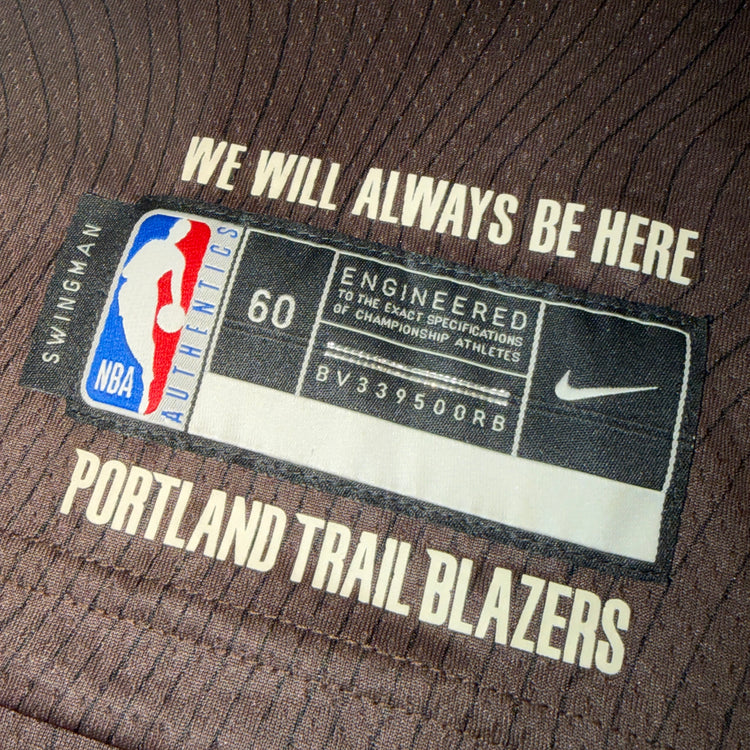 WE WILL ALWAYS BE HERE
SWINGMAN
NBA
AUTHENTICS
60
ENGINEERED
TO THE EXACT SPECIFICATIONS
OF CHAMPIONSHIP ATHLETES
BV339500RB
PORTLAND TRAIL BLAZERS